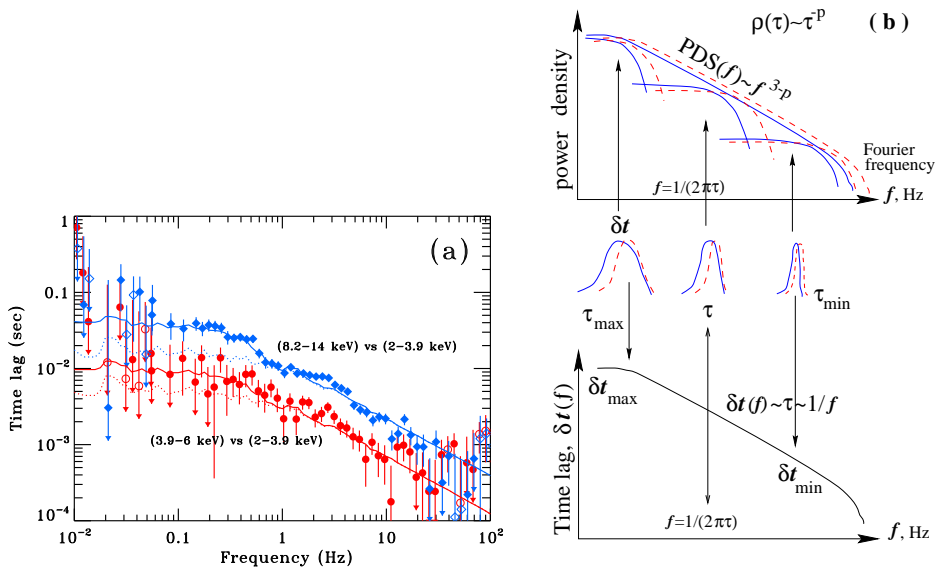 (a)
Time lag (sec)
1
0.1
10⁻²
10⁻³
10⁻⁴
(8.2−14 keV) vs (2−3.9 keV)
(3.9−6 keV) vs (2−3.9 keV)
10⁻² 0.1 1 10 10²
Frequency (Hz)
ρ(τ)~τ⁻ᵖ (b)
PDS(f)~f³⁻ᵖ
power density
Fourier
frequency
f=1/(2πτ)
f, Hz
δt
τmax τ τmin
Time lag, δt (f)
δtmax
δt(f)~τ~1/f
δtmin
f=1/(2πτ)
f, Hz